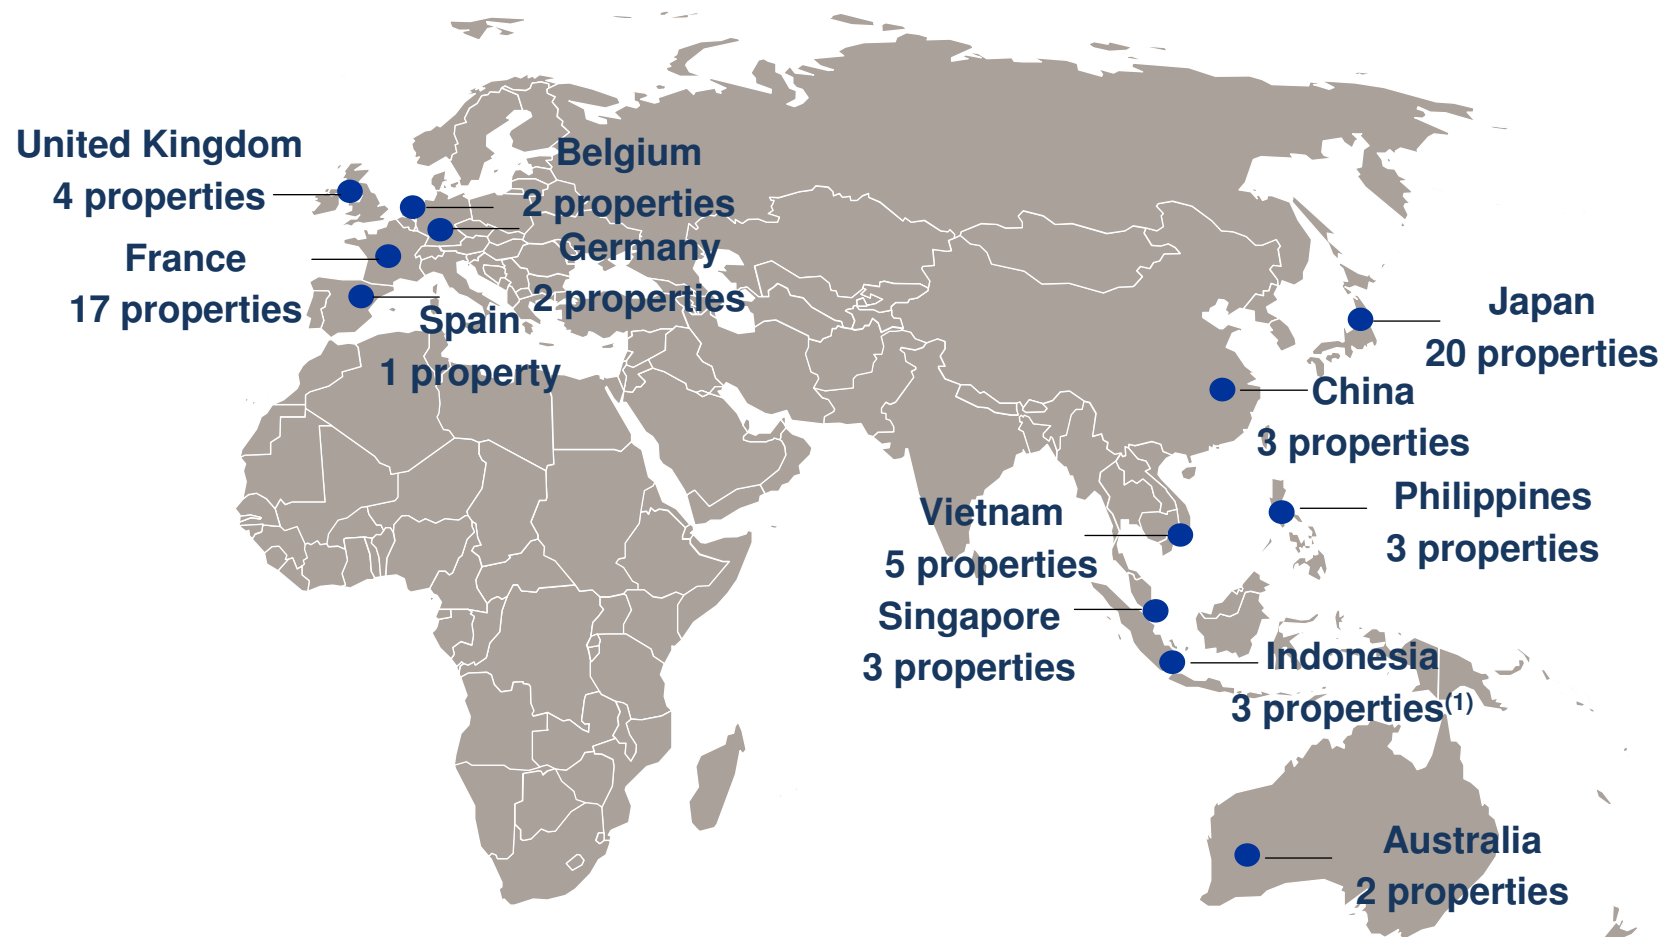 United Kingdom
4 properties
Belgium
2 properties
France
17 properties
Germany
2 properties
Spain
1 property
Japan
20 properties
China
3 properties
Philippines
3 properties
Vietnam
5 properties
Singapore
3 properties
Indonesia
3 properties(1)
Australia
2 properties